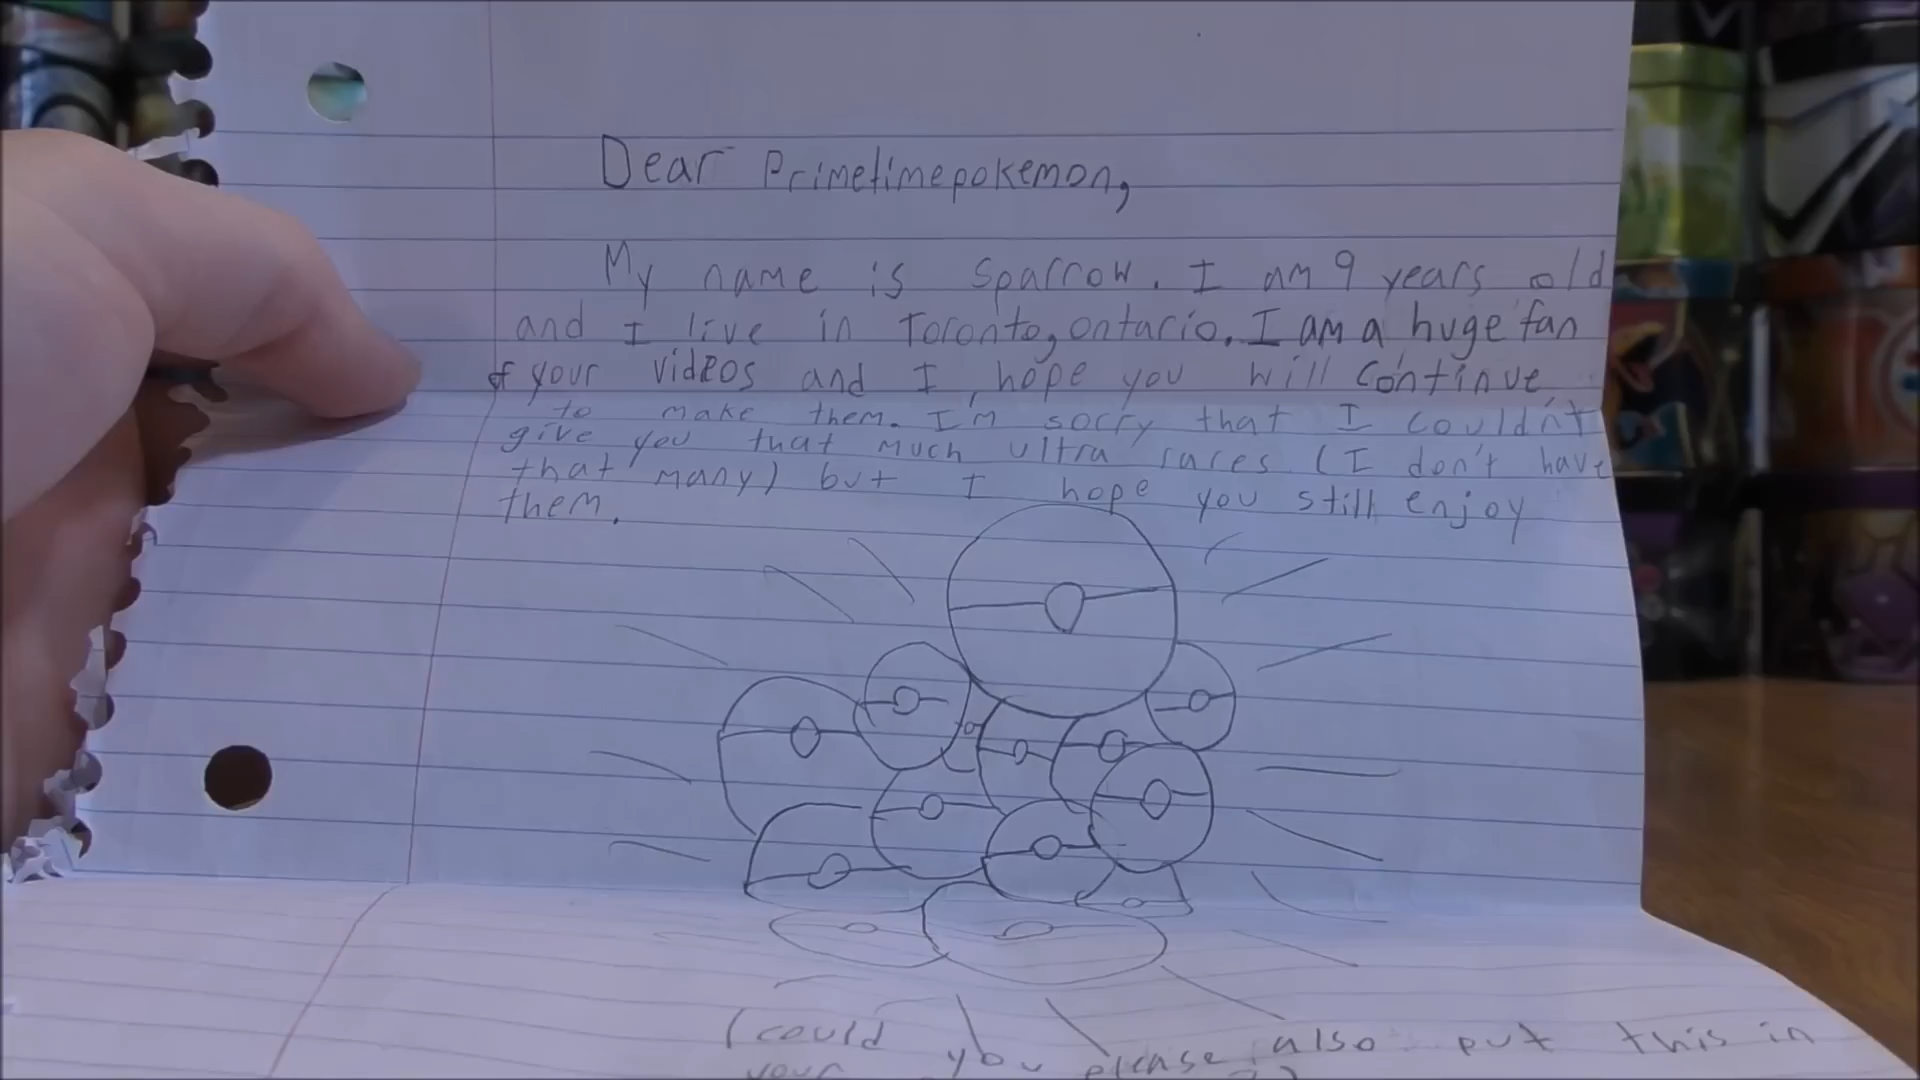 Dear Primetimepokemon,
My name is Sparrow. I am 9 years old
and I live in Toronto, ontario. I am a huge fan
of your videos and I hope you will continue
to make them. I'm sorry that I couldn't
give you that much ultra rares (I don't have
that many) but I hope you still enjoy
them.
(could you please also put this in
your